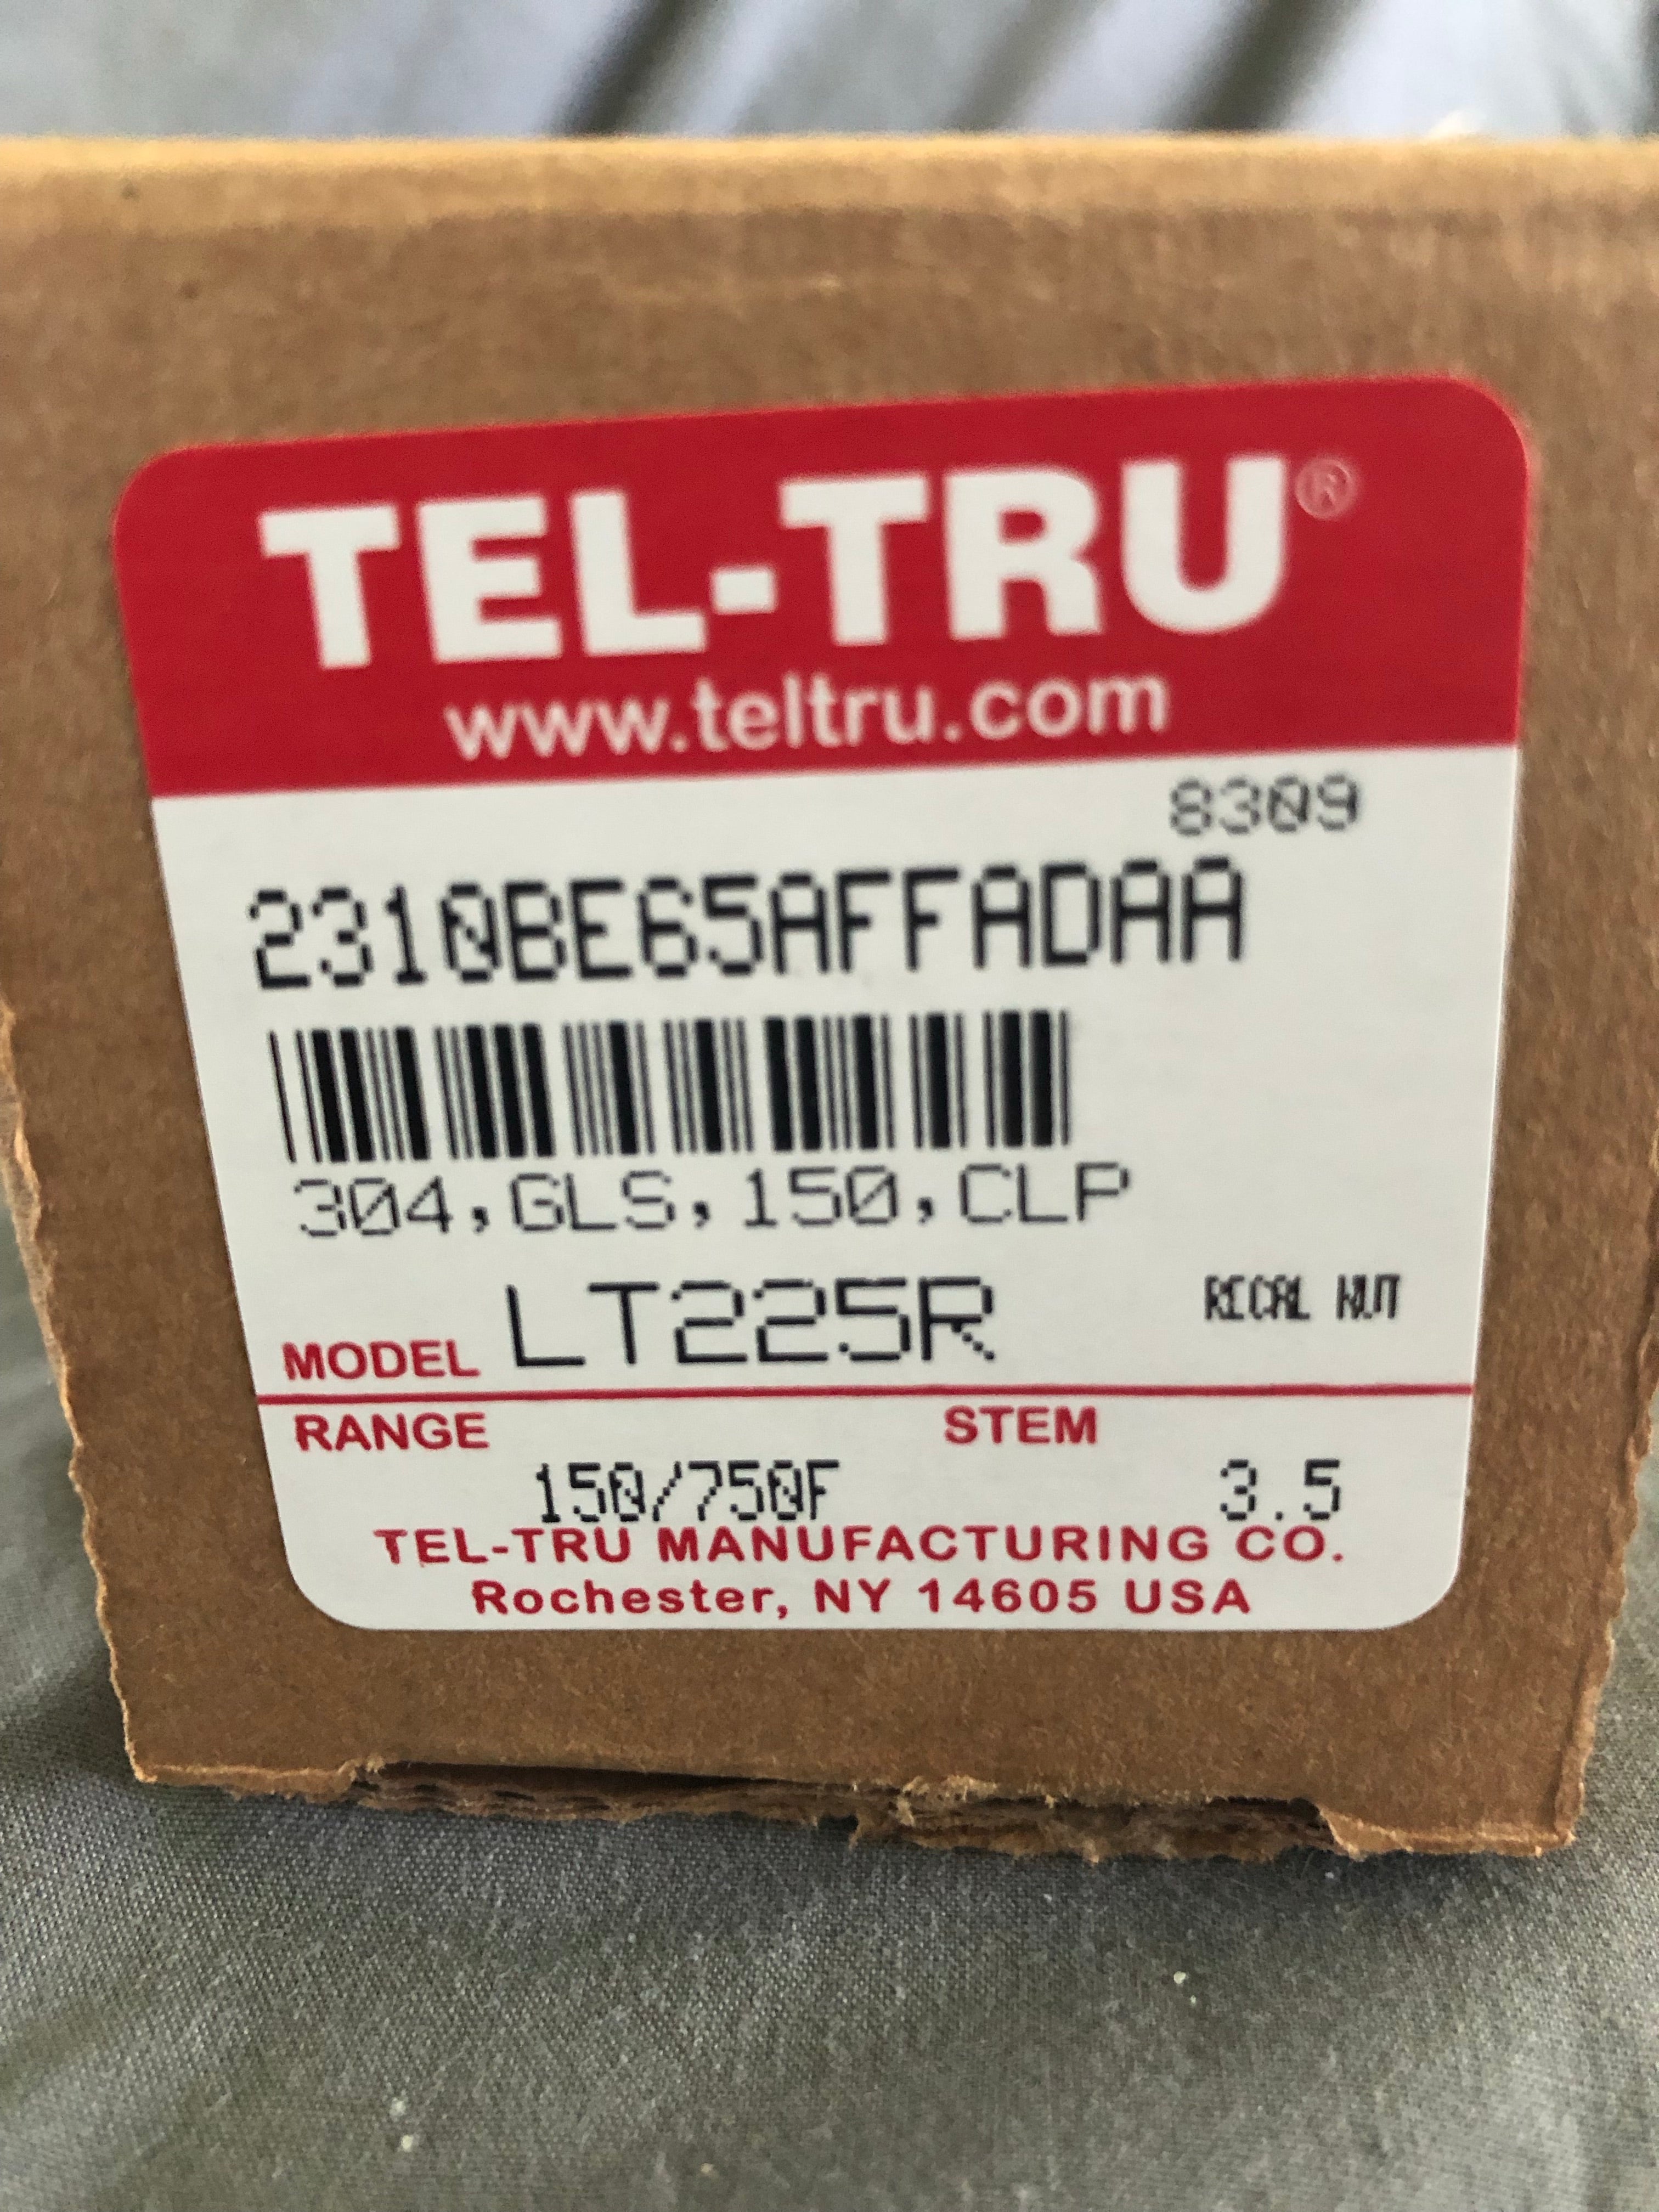 TEL-TRU®
www.teltru.com
8309
2310BE65AFFADAA
304,GLS,150,CLP
MODEL LT225R RECAL NUT
RANGE STEM
150/750F 3.5
TEL-TRU MANUFACTURING CO.
Rochester, NY 14605 USA